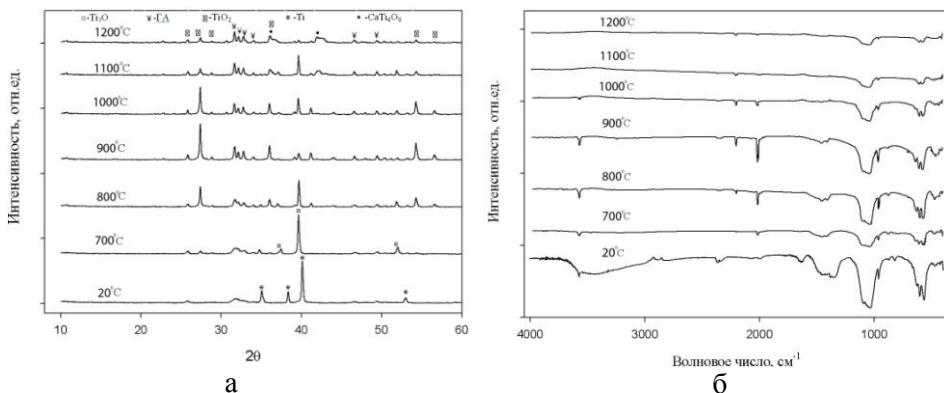 ¤-Ti₃O ¥-ГА ⊠-TiO₂ *-Ti •-CaTi₄O₉
1200°C
1100°C
1000°C
900°C
800°C
700°C
20°C
Интенсивность, отн.ед.
10 20 30 40 50 60
2θ
а
1200°C
1100°C
1000°C
900°C
800°C
700°C
20°C
Интенсивность, отн.ед.
4000 3000 2000 1000
Волновое число, см⁻¹
б